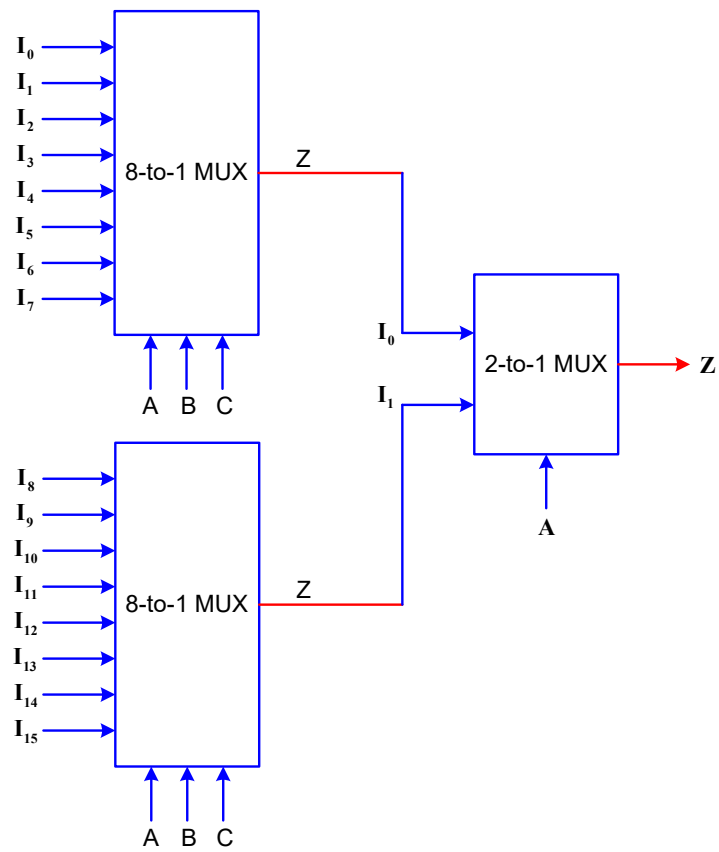 I0
I1
I2
I3
I4
I5
I6
I7
8-to-1 MUX
Z
A B C
I0
I1
2-to-1 MUX
Z
A
I8
I9
I10
I11
I12
I13
I14
I15
8-to-1 MUX
Z
A B C